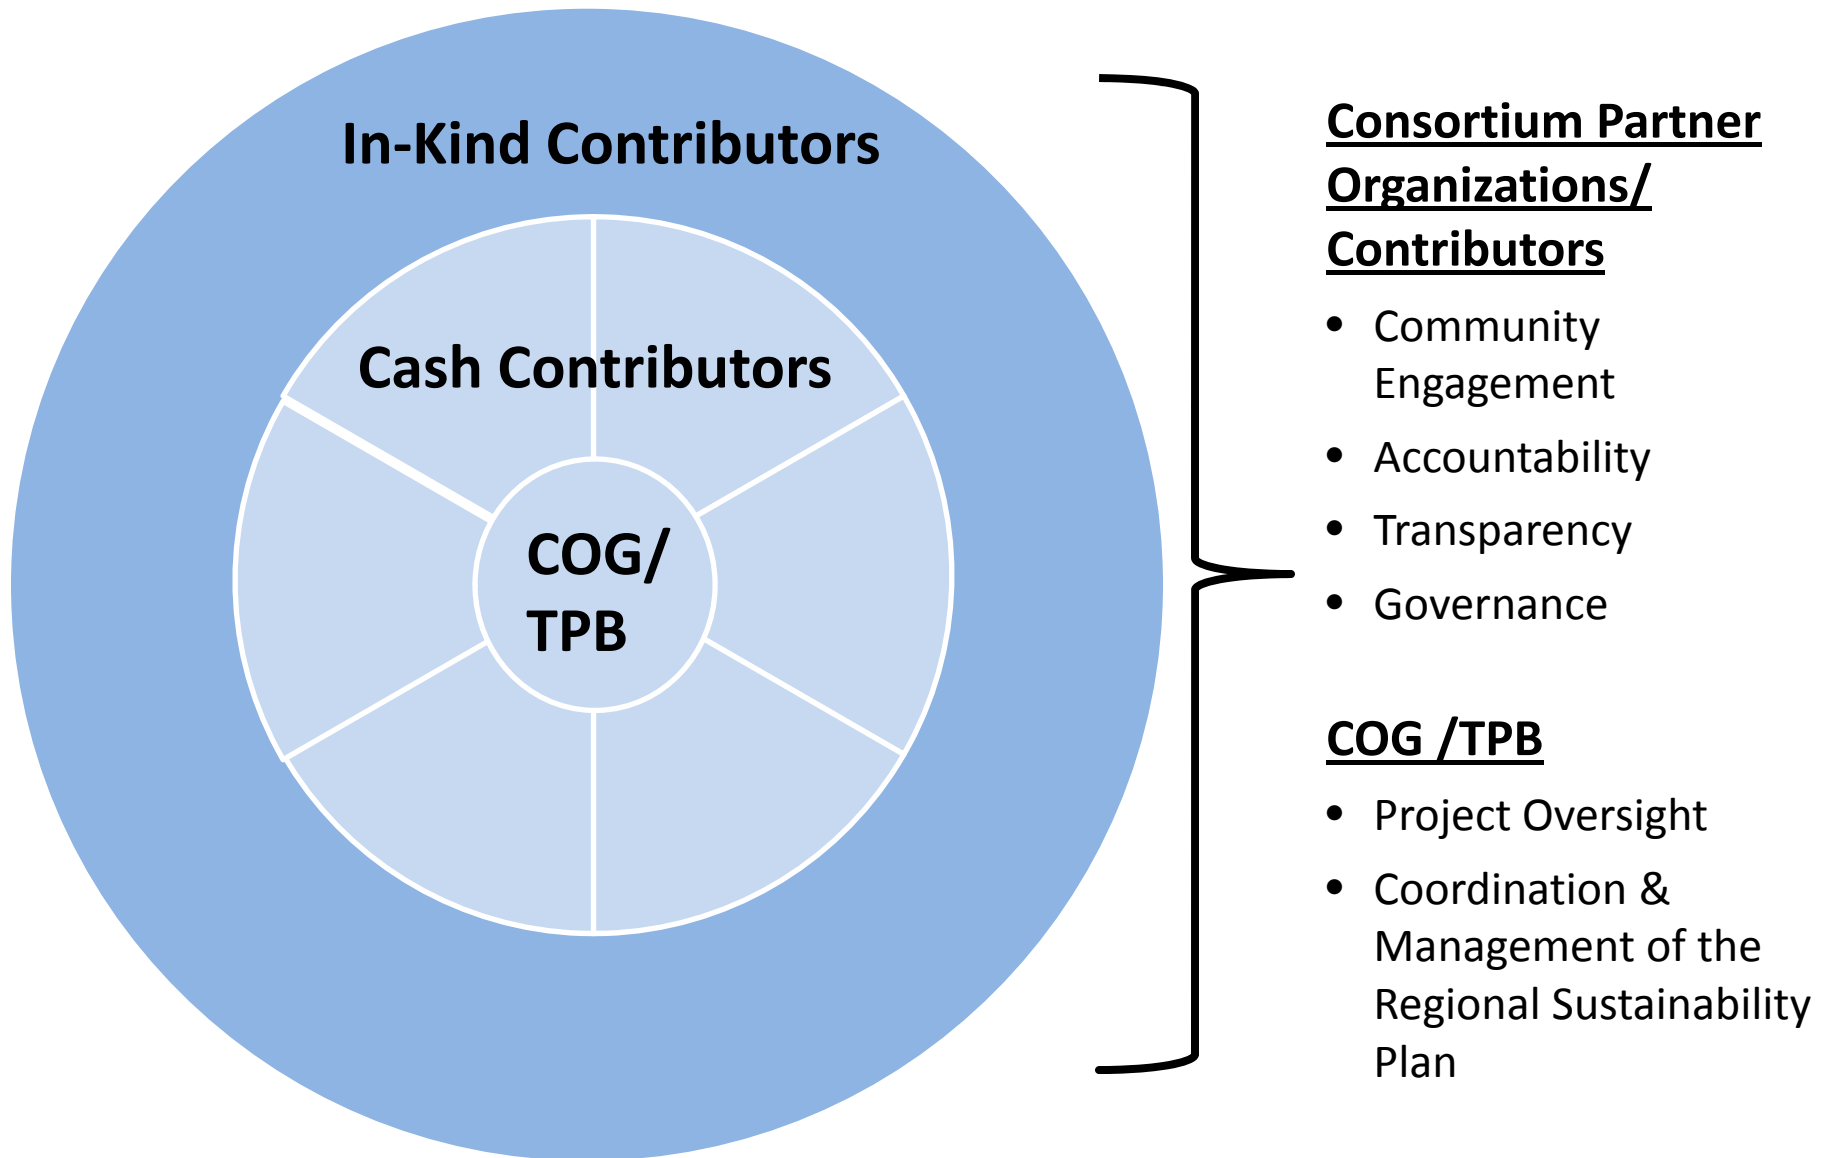 In-Kind Contributors
Cash Contributors
COG/
TPB
Consortium Partner
Organizations/
Contributors
• Community
Engagement
• Accountability
• Transparency
• Governance
COG /TPB
• Project Oversight
• Coordination &
Management of the
Regional Sustainability
Plan